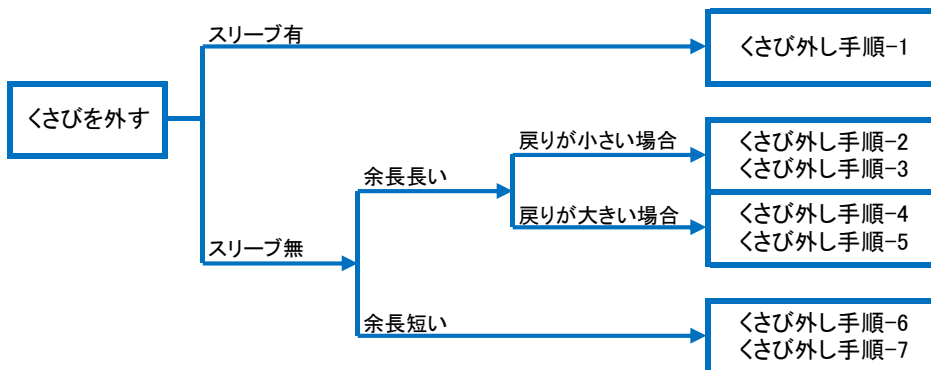 スリーブ有
くさび外し手順-1
くさびを外す
戻りが小さい場合
くさび外し手順-2
くさび外し手順-3
余長長い
戻りが大きい場合
くさび外し手順-4
くさび外し手順-5
スリーブ無
余長短い
くさび外し手順-6
くさび外し手順-7